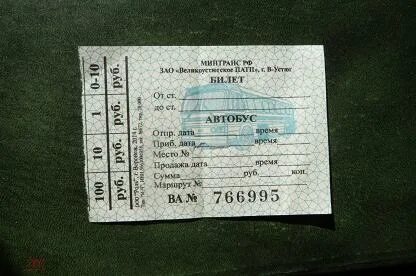 МИНТРАНС РФ
ЗАО «Великоустюгское ПАТП», г. В-Устюг
БИЛЕТ
От ст.
до ст.
АВТОБУС
Отпр. дата время
Приб. дата время
Место №
Продажа дата время
Сумма руб. коп.
Маршрут №
ВА № 766995
100 10 1 0-10
руб. руб. руб. руб.